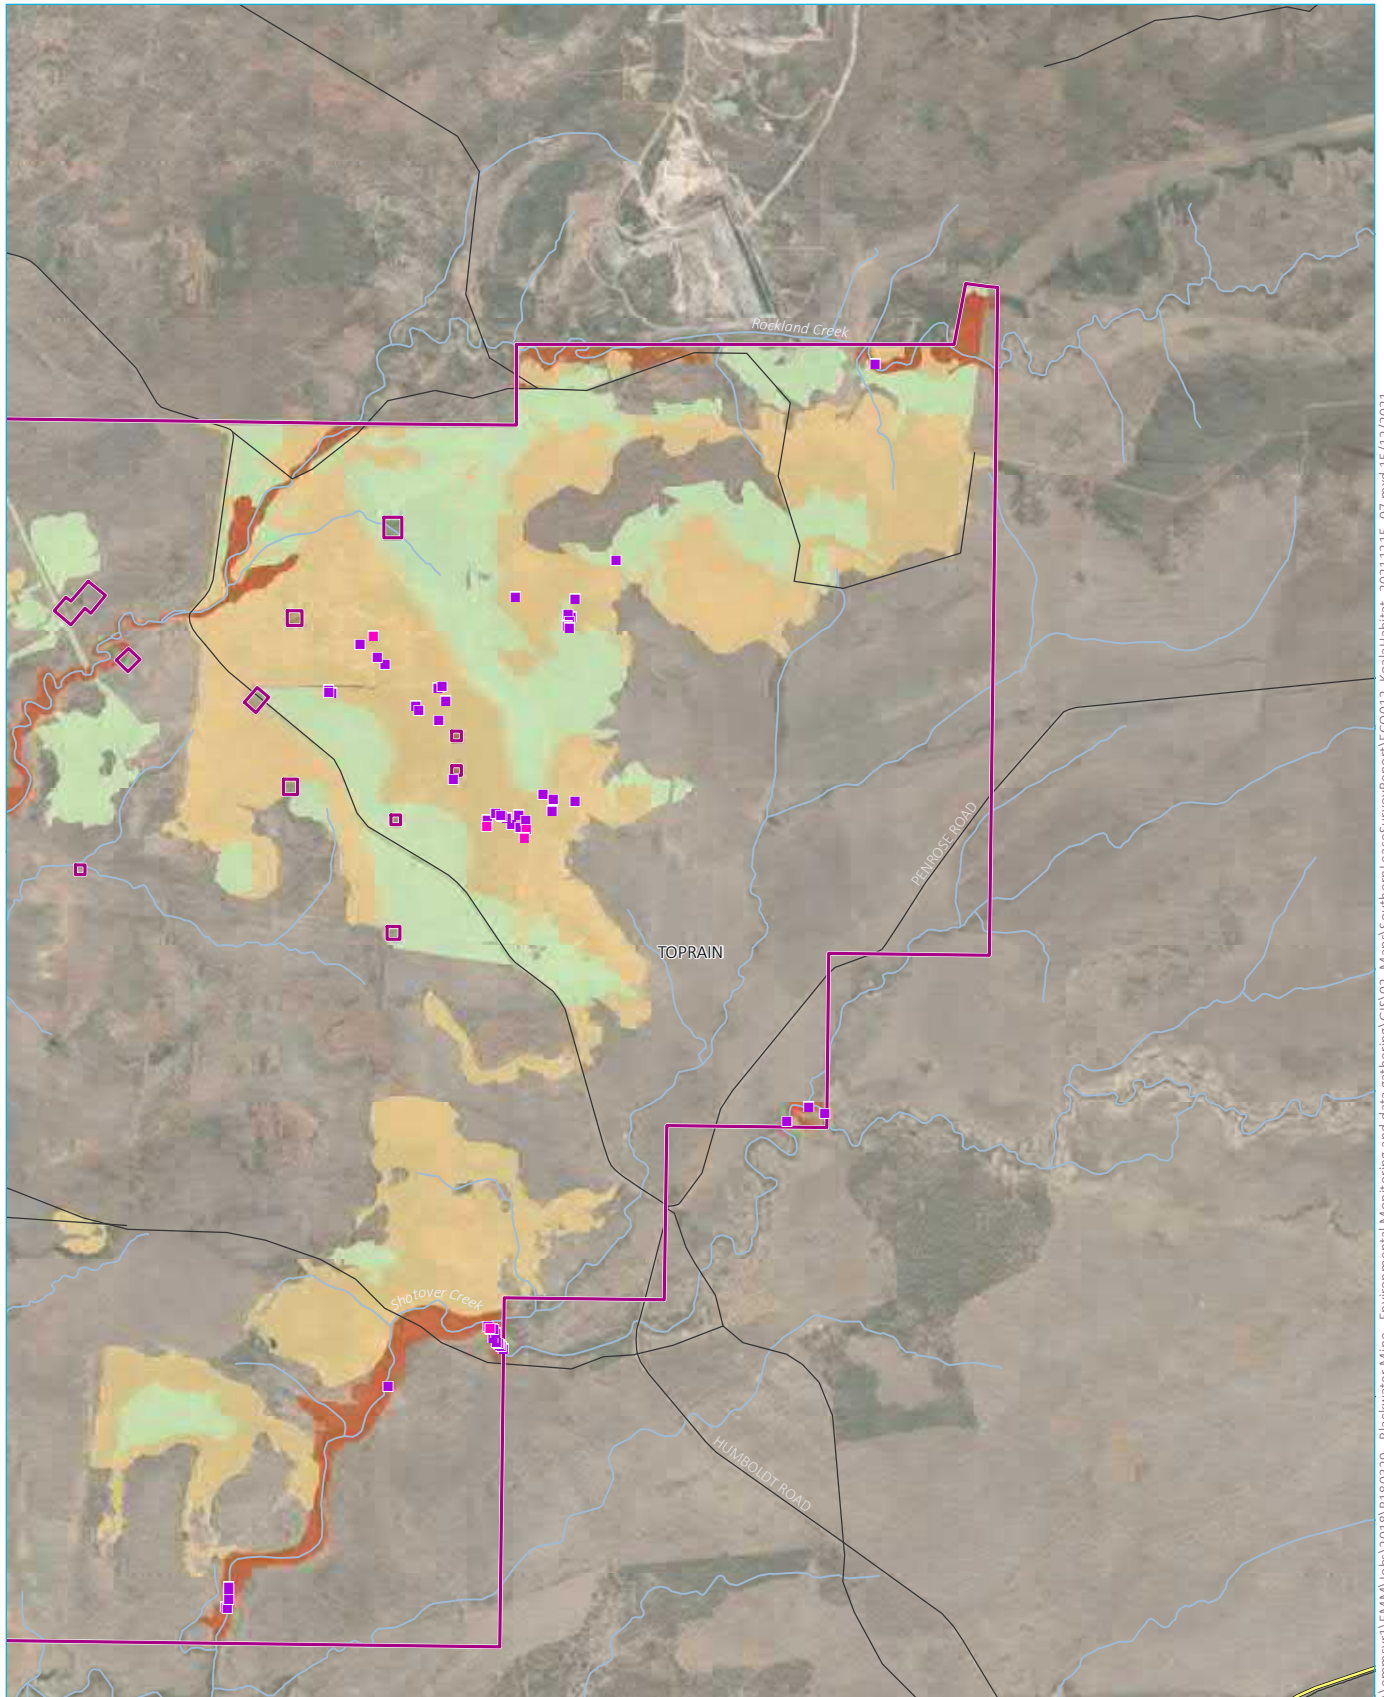 Rockland Creek
PENROSE ROAD
TOPRAIN
Shotover Creek
HUMBOLDT ROAD